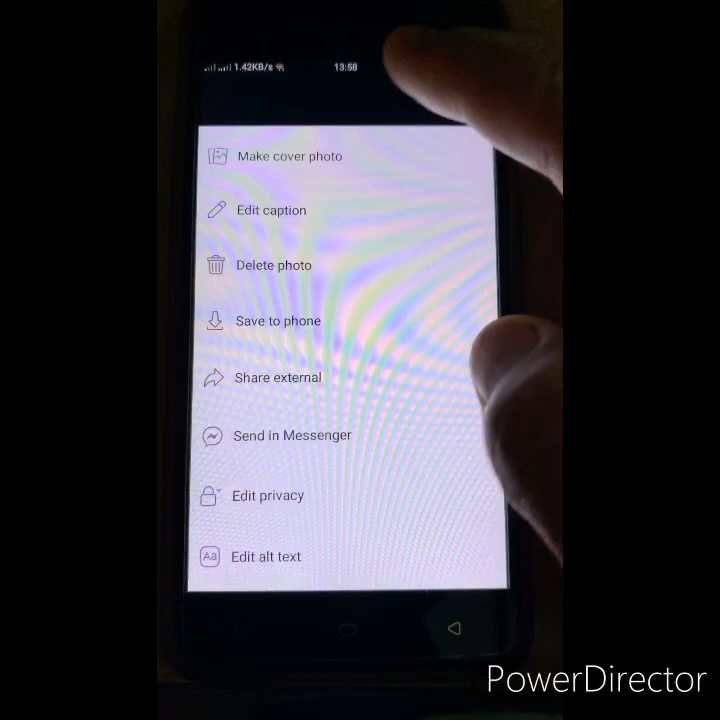 1.42KB/s 13:58
Make cover photo
Edit caption
Delete photo
Save to phone
Share external
Send in Messenger
Edit privacy
Aa Edit alt text
PowerDirector